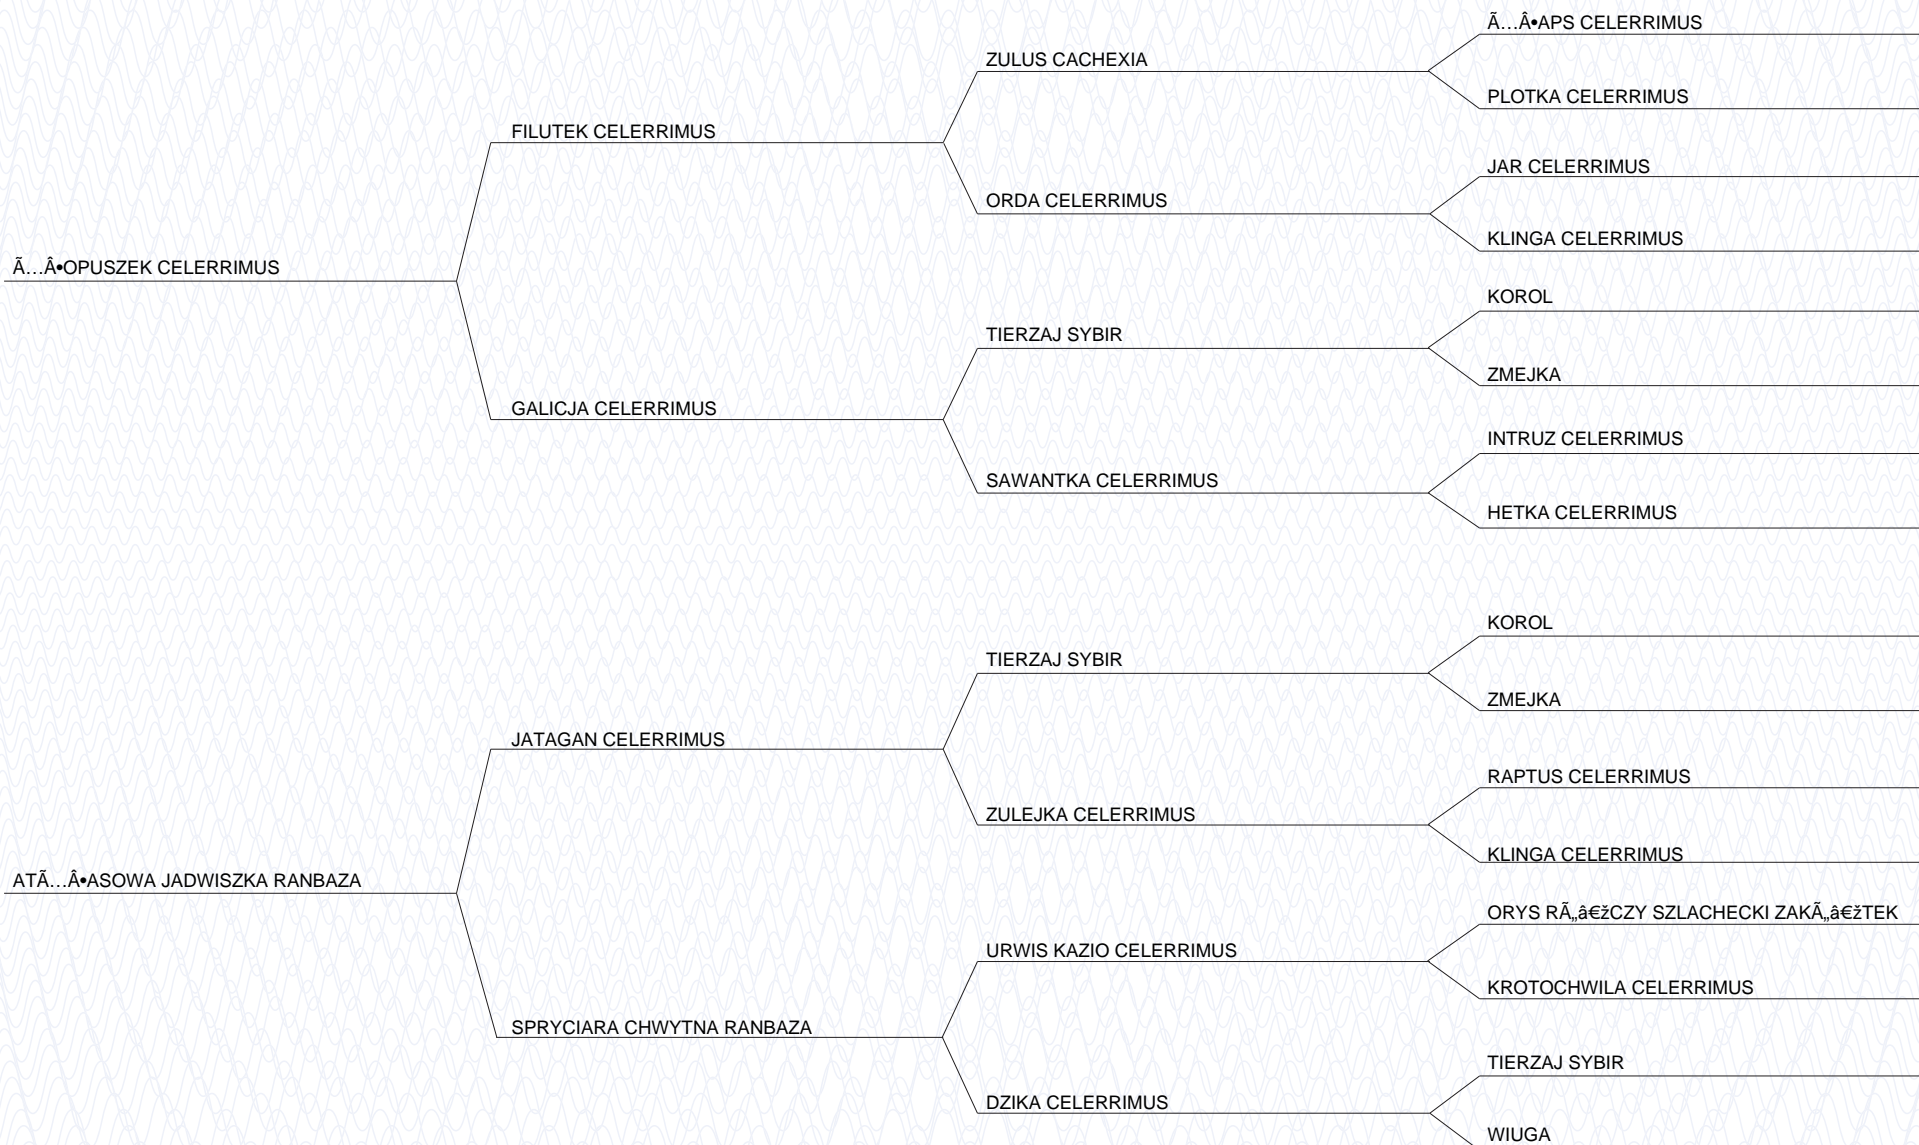 Ã…Â•APS CELERRIMUS
ZULUS CACHEXIA
PLOTKA CELERRIMUS
FILUTEK CELERRIMUS
JAR CELERRIMUS
ORDA CELERRIMUS
KLINGA CELERRIMUS
Ã…Â•OPUSZEK CELERRIMUS
KOROL
TIERZAJ SYBIR
ZMEJKA
GALICJA CELERRIMUS
INTRUZ CELERRIMUS
SAWANTKA CELERRIMUS
HETKA CELERRIMUS
KOROL
TIERZAJ SYBIR
ZMEJKA
JATAGAN CELERRIMUS
RAPTUS CELERRIMUS
ZULEJKA CELERRIMUS
KLINGA CELERRIMUS
ATÃ…Â•ASOWA JADWISZKA RANBAZA
ORYS RÃ„â€žCZY SZLACHECKI ZAKÃ„â€žTEK
URWIS KAZIO CELERRIMUS
KROTOCHWILA CELERRIMUS
SPRYCIARA CHWYTNA RANBAZA
TIERZAJ SYBIR
DZIKA CELERRIMUS
WIUGA